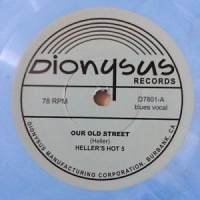 Dionysus
RECORDS
78 RPM
D7801-A
blues vocal
OUR OLD STREET
(Heller)
HELLER'S HOT 5
DIONYSUS MANUFACTURING CORPORATION, BURBANK, CA